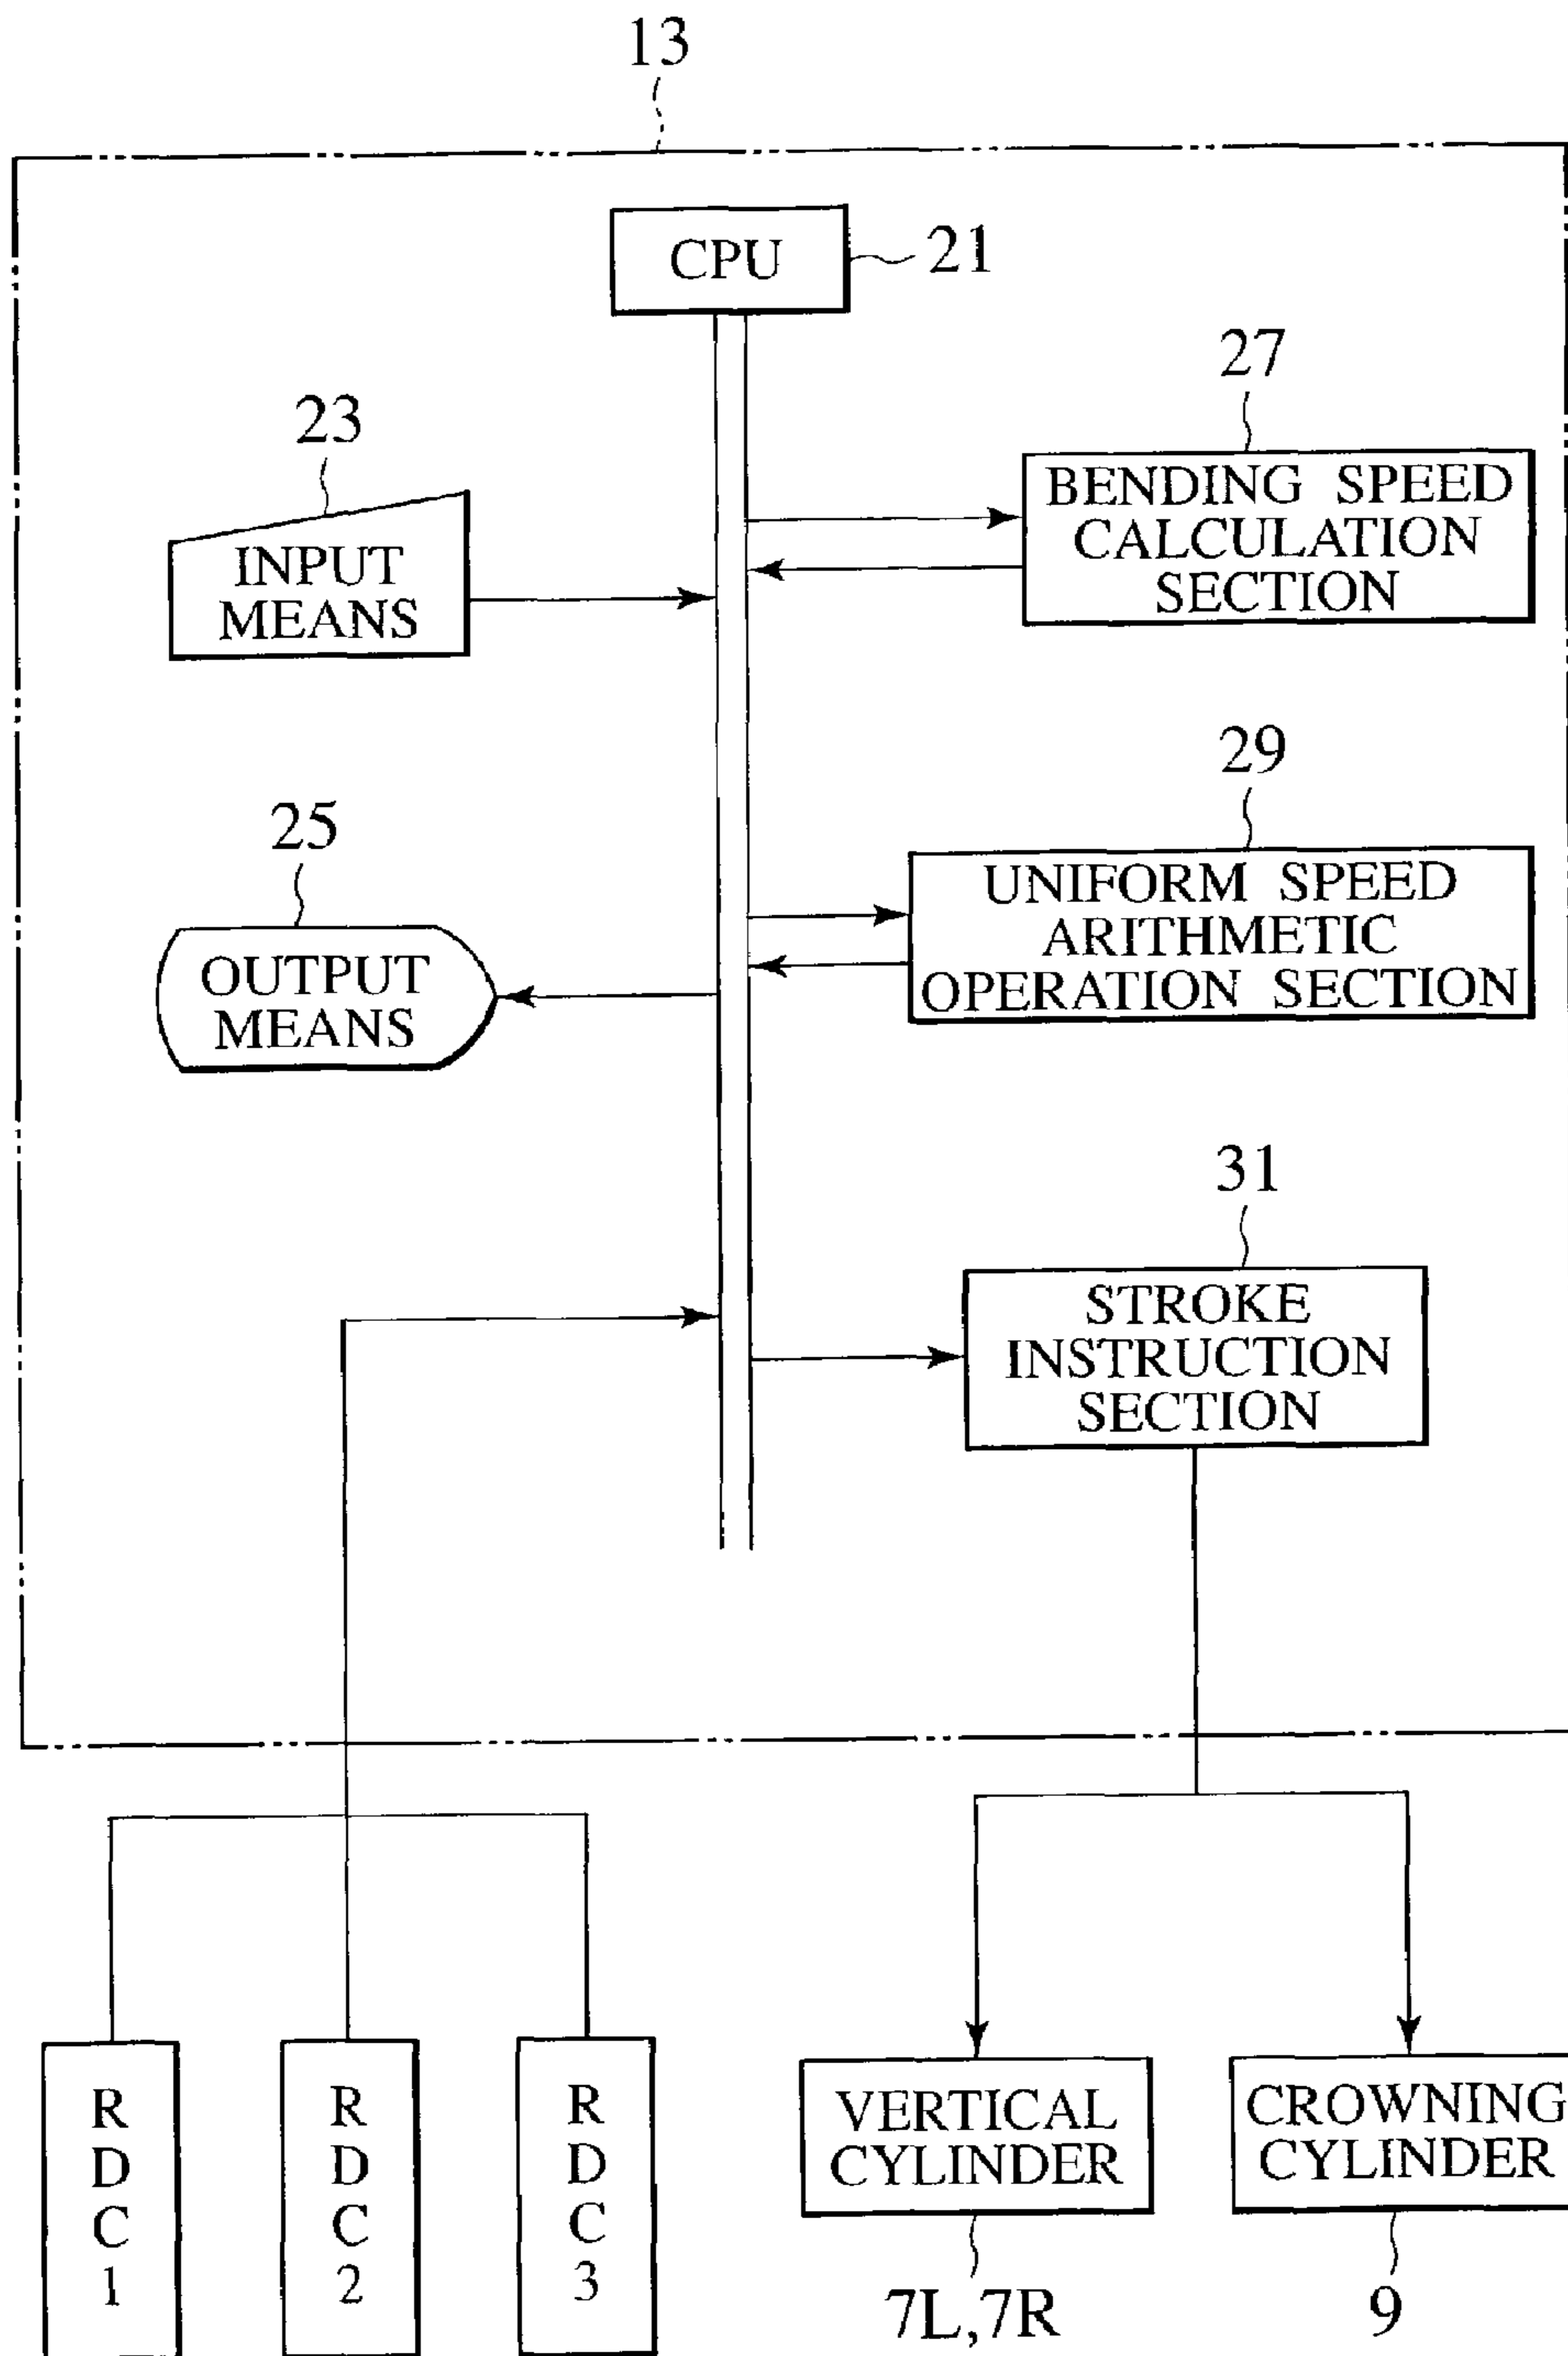 13
CPU
21
27
BENDING SPEED
CALCULATION
SECTION
23
INPUT
MEANS
29
UNIFORM SPEED
ARITHMETIC
OPERATION SECTION
25
OUTPUT
MEANS
31
STROKE
INSTRUCTION
SECTION
R
D
C
1
R
D
C
2
R
D
C
3
VERTICAL
CYLINDER
7L,7R
CROWNING
CYLINDER
9